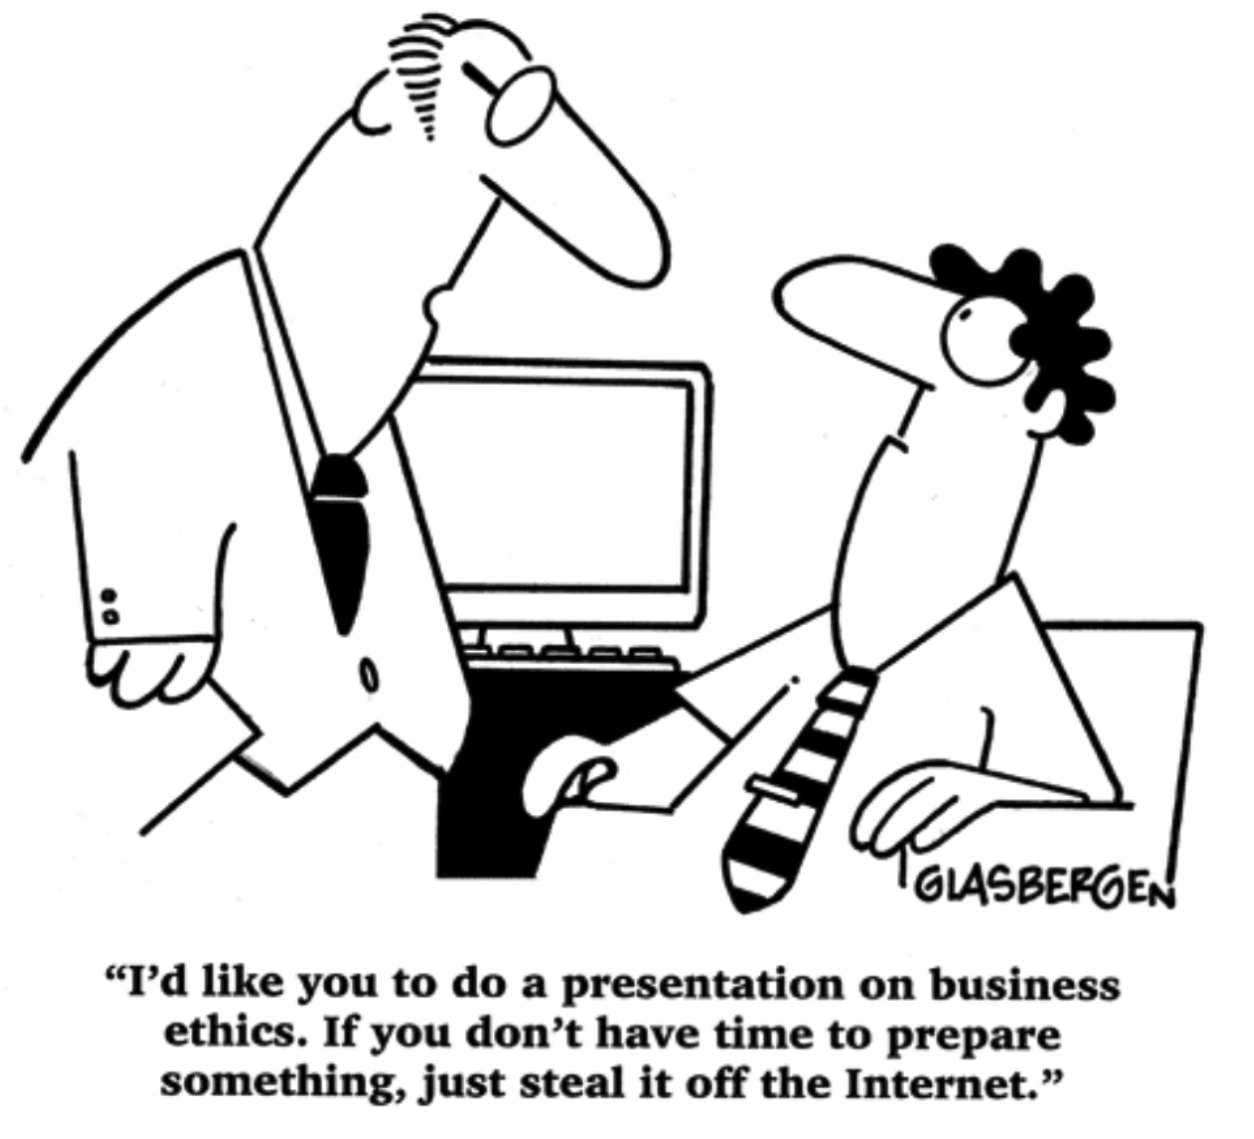 GLASBERGEN
“I’d like you to do a presentation on business
ethics. If you don’t have time to prepare
something, just steal it off the Internet.”